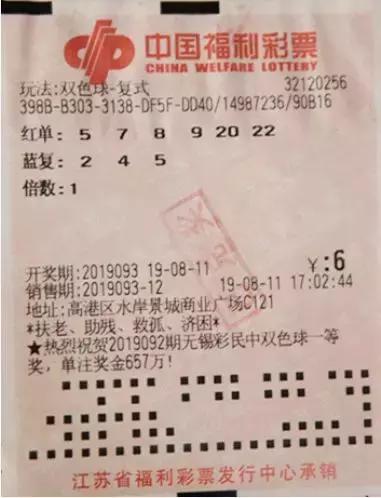 中国福利彩票
CHINA WELFARE LOTTERY
玩法:双色球-复式 32120256
398B-B303-3138-DF5F-DD40/14987236/90B16
红单: 5 7 8 9 20 22
蓝复: 2 4 5
倍数:1
兑奖
开奖期:2019093 19-08-11 ￥:6
销售期:2019093-12 19-08-11 17:02:44
地址:高港区水岸景城商业广场C121
*扶老、助残、救孤、济困*
★热烈祝贺2019092期无锡彩民中双色球一等
奖,单注奖金657万!
江苏省福利彩票发行中心承销